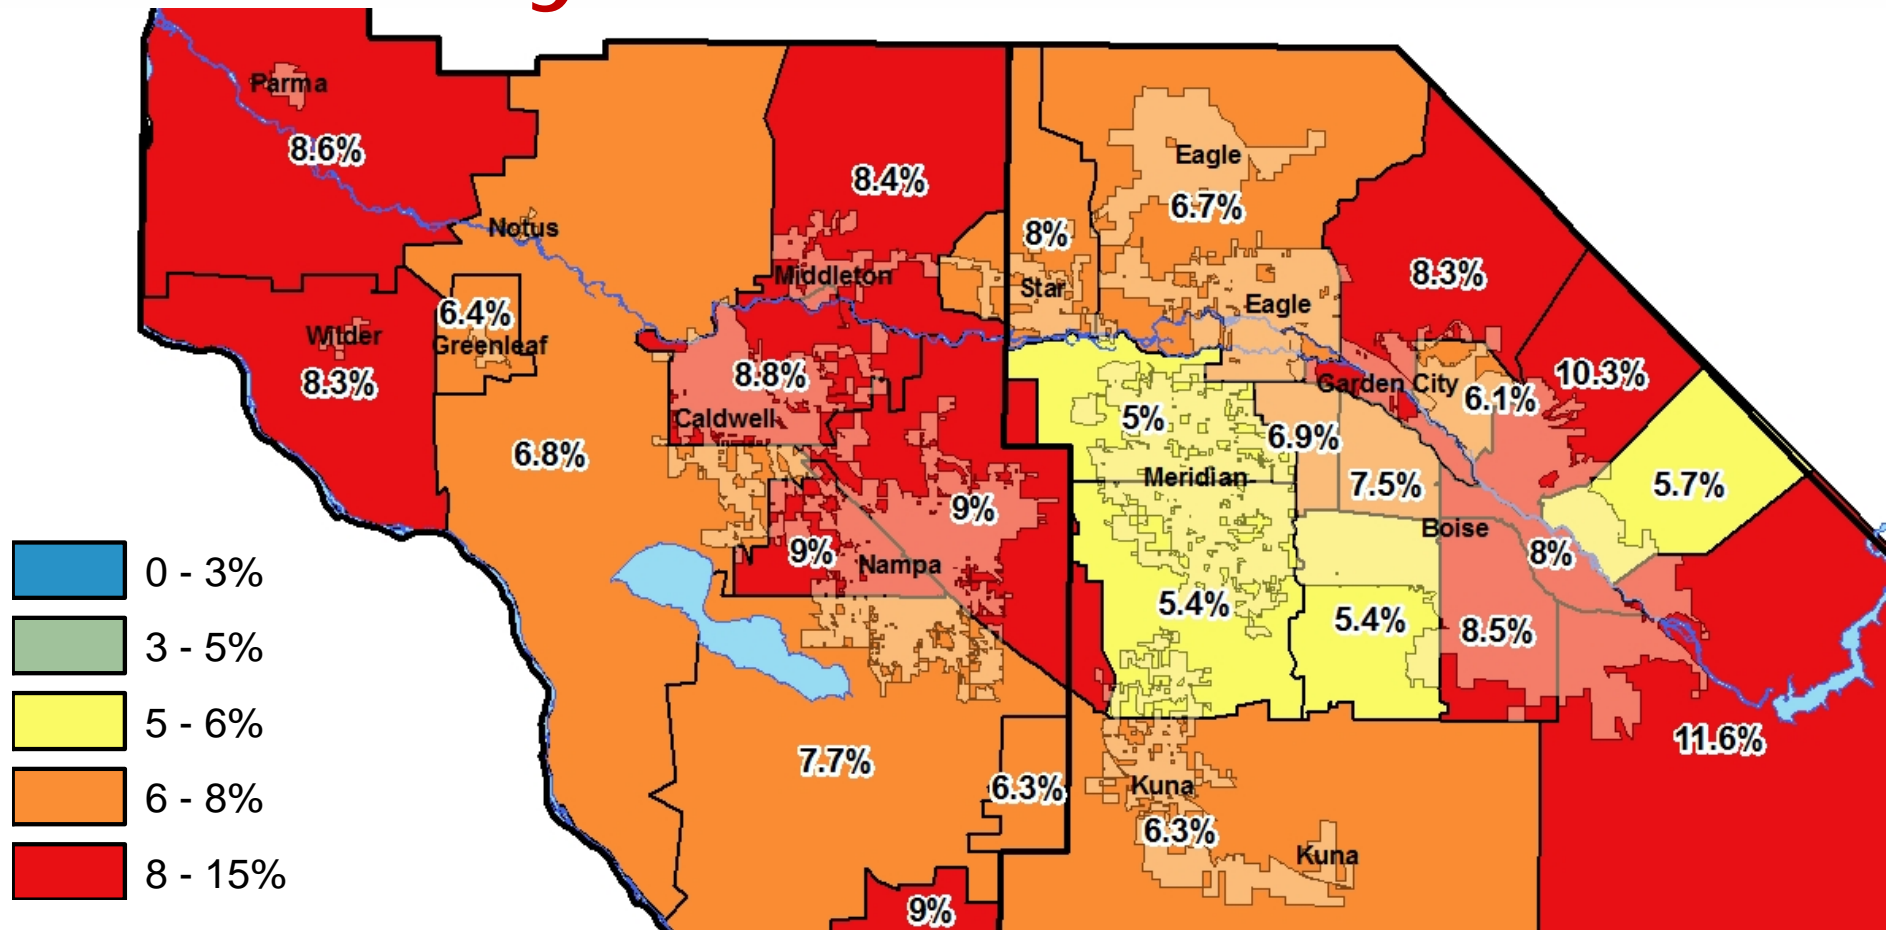 Parma
8.6%
8.4%
Eagle
6.7%
Notus
8%
Middleton
8.3%
Star
Eagle
6.4%
Wilder
Greenleaf
8.3%
8.8%
Garden City
10.3%
6.1%
Caldwell
5%
6.9%
6.8%
Meridian
7.5%
5.7%
9%
Boise
9%
Nampa
8%
5.4%
5.4%
8.5%
11.6%
7.7%
6.3%
Kuna
6.3%
Kuna
9%
0 - 3%
3 - 5%
5 - 6%
6 - 8%
8 - 15%